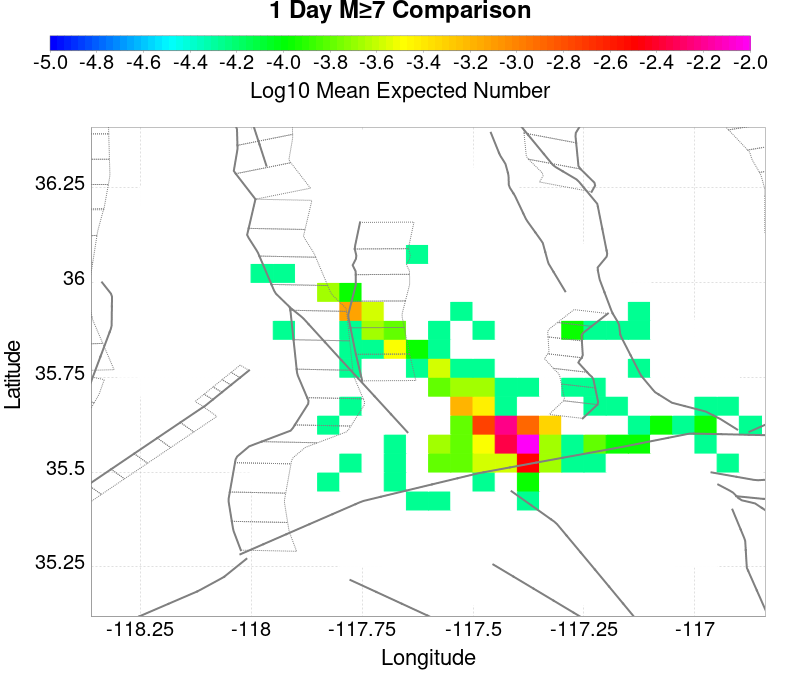 1 Day M≥7 Comparison
-5.0 -4.8 -4.6 -4.4 -4.2 -4.0 -3.8 -3.6 -3.4 -3.2 -3.0 -2.8 -2.6 -2.4 -2.2 -2.0
Log10 Mean Expected Number
36.25
36
35.75
35.5
35.25
Latitude
-118.25 -118 -117.75 -117.5 -117.25 -117
Longitude